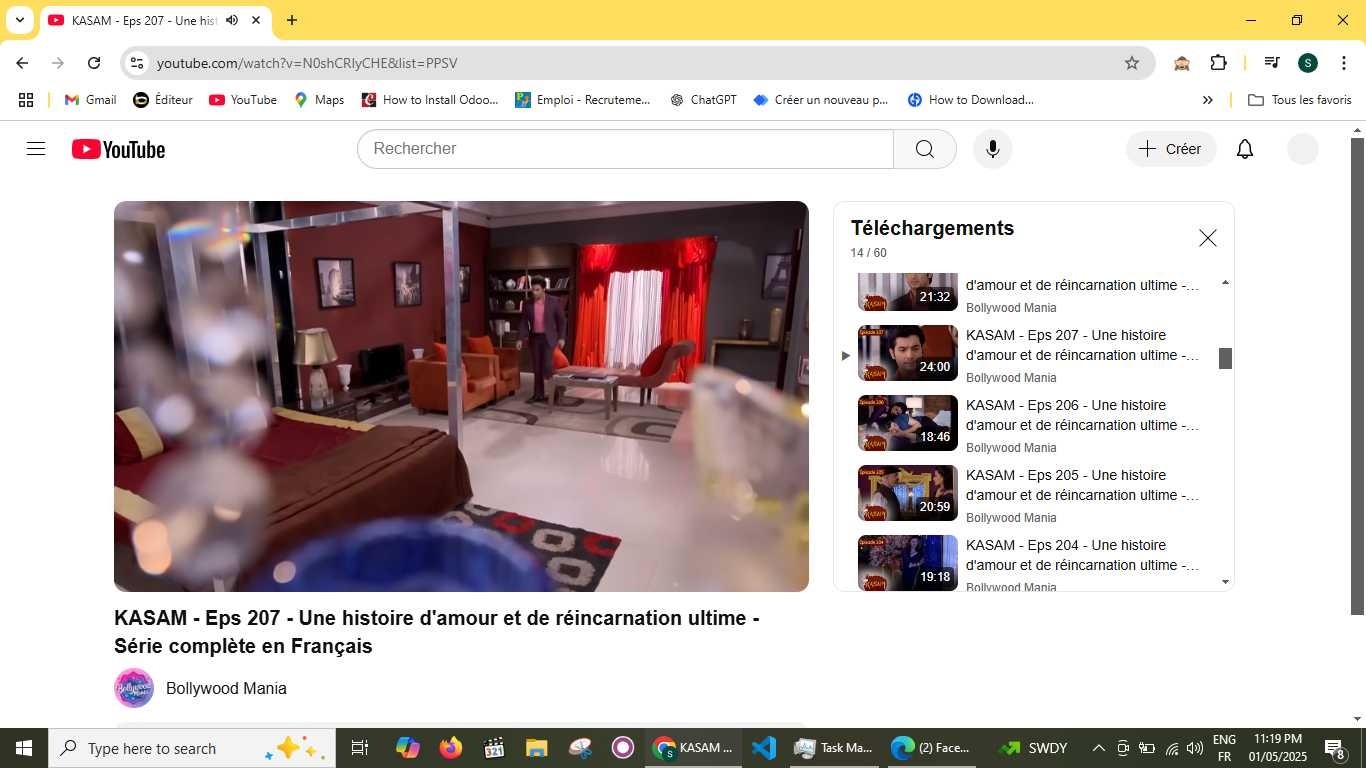 KASAM - Eps 207 - Une hist
youtube.com/watch?v=N0shCRlyCHE&list=PPSV
S
Gmail
Éditeur
YouTube
Maps
How to Install Odoo...
Emploi - Recruteme...
ChatGPT
Créer un nouveau p...
How to Download...
Tous les favoris
YouTube
Rechercher
Créer
Téléchargements
14 / 60
21:32
d'amour et de réincarnation ultime -...
Bollywood Mania
KASAM - Eps 207 - Une histoire
d'amour et de réincarnation ultime -...
24:00
Bollywood Mania
KASAM - Eps 206 - Une histoire
d'amour et de réincarnation ultime -...
18:46
Bollywood Mania
KASAM - Eps 205 - Une histoire
d'amour et de réincarnation ultime -...
20:59
Bollywood Mania
KASAM - Eps 204 - Une histoire
d'amour et de réincarnation ultime -...
19:18
Bollywood Mania
KASAM - Eps 207 - Une histoire d'amour et de réincarnation ultime -
Série complète en Français
Bollywood Mania
Type here to search
KASAM ...
Task Ma...
(2) Face...
SWDY
ENG
FR
11:19 PM
01/05/2025
8